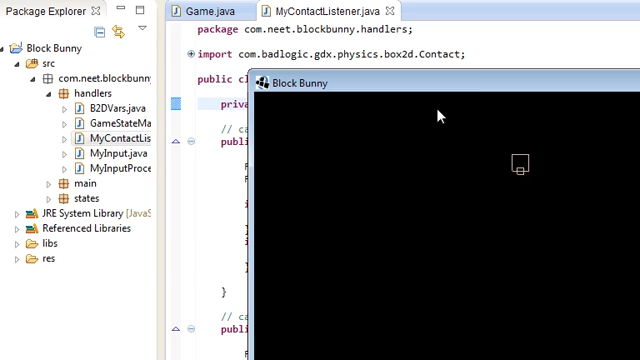 Package Explorer
Game.java
MyContactListener.java
Block Bunny
src
com.neet.blockbunny
handlers
B2DVars.java
GameStateMa
MyContactLis
MyInput.java
MyInputProce
main
states
JRE System Library [JavaS
Referenced Libraries
libs
res
package com.neet.blockbunny.handlers;
import com.badlogic.gdx.physics.box2d.Contact;
public cl
priva
// ca
publi
}
// ca
publi
Block Bunny